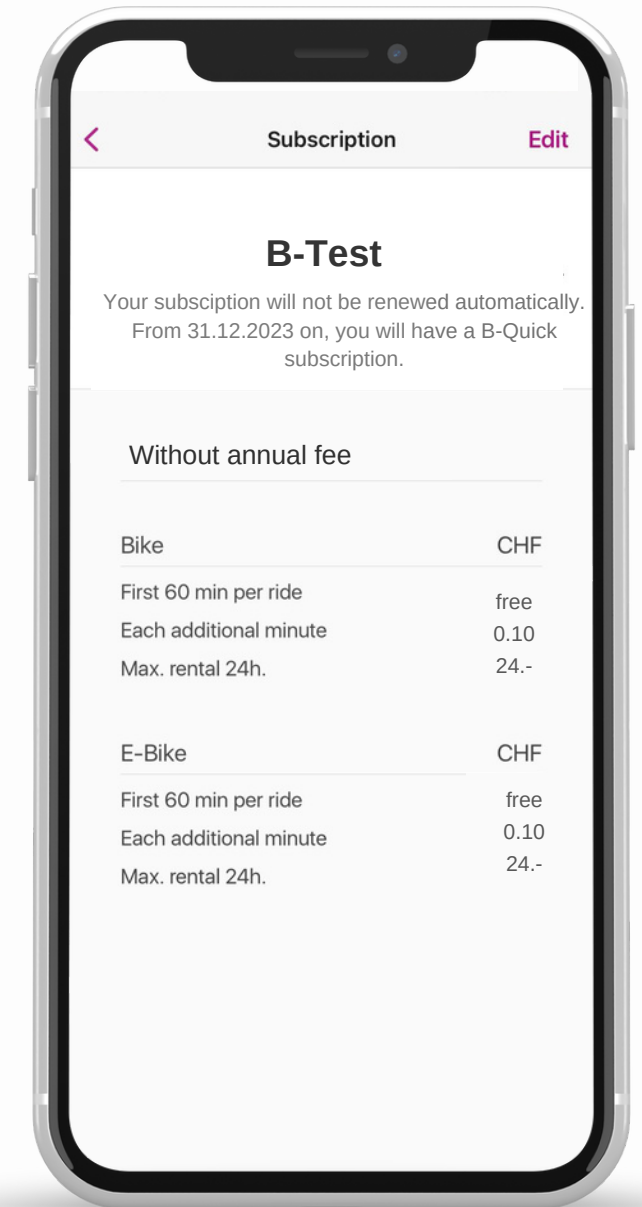 Subscription Edit
B-Test
Your subsciption will not be renewed automatically.
From 31.12.2023 on, you will have a B-Quick
subscription.
Without annual fee
Bike CHF
First 60 min per ride free
Each additional minute 0.10
Max. rental 24h. 24.-
E-Bike CHF
First 60 min per ride free
Each additional minute 0.10
Max. rental 24h. 24.-